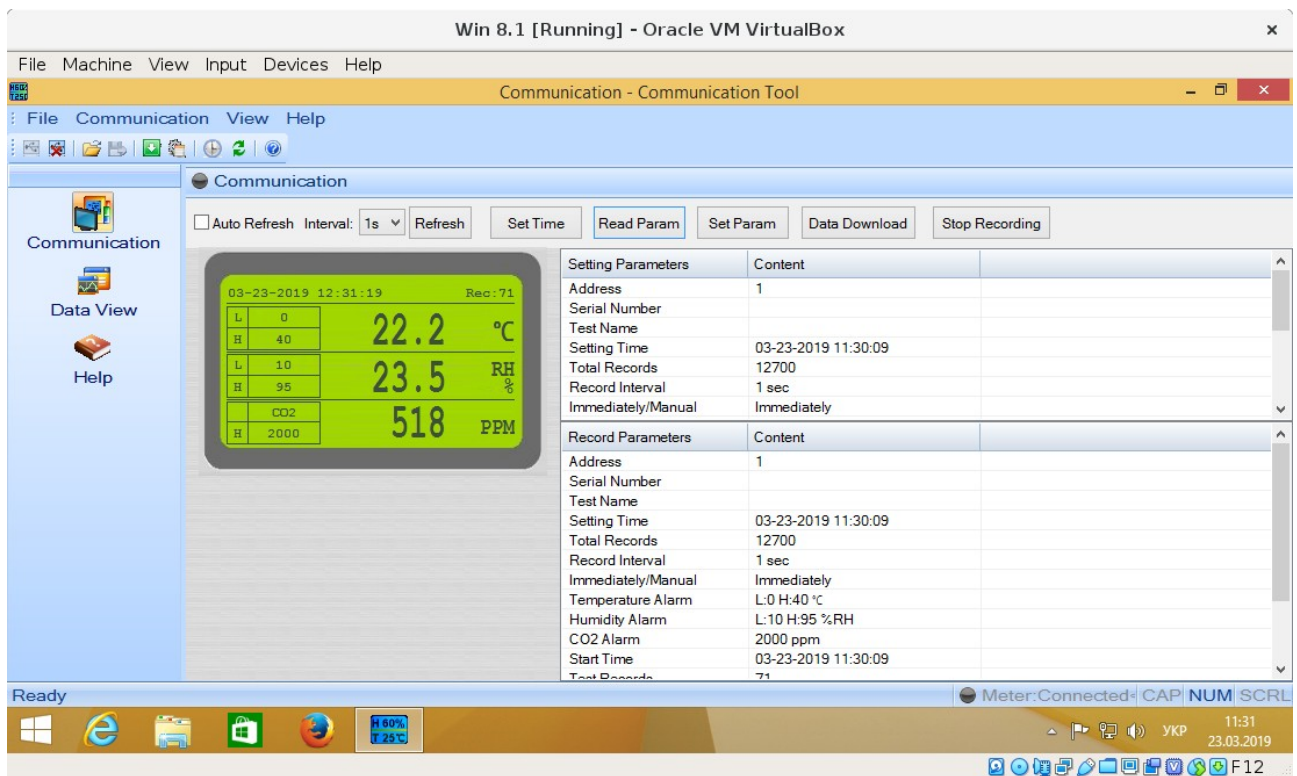 Win 8.1 [Running] - Oracle VM VirtualBox
File Machine View Input Devices Help
Communication - Communication Tool
File Communication View Help
Communication
Data View
Help
Communication
Auto Refresh Interval: 1s Refresh Set Time Read Param Set Param Data Download Stop Recording
03-23-2019 12:31:19 Rec:71
L 0
H 40
22.2 °C
L 10
H 95
23.5 RH %
CO2
H 2000
518 PPM
Setting Parameters Content
Address 1
Serial Number
Test Name
Setting Time 03-23-2019 11:30:09
Total Records 12700
Record Interval 1 sec
Immediately/Manual Immediately
Record Parameters Content
Address 1
Serial Number
Test Name
Setting Time 03-23-2019 11:30:09
Total Records 12700
Record Interval 1 sec
Immediately/Manual Immediately
Temperature Alarm L:0 H:40 °C
Humidity Alarm L:10 H:95 %RH
CO2 Alarm 2000 ppm
Start Time 03-23-2019 11:30:09
Test Records 71
Ready Meter:Connected CAP NUM SCRL
H 60%
T 25℃
УКР 11:31
23.03.2019
F12